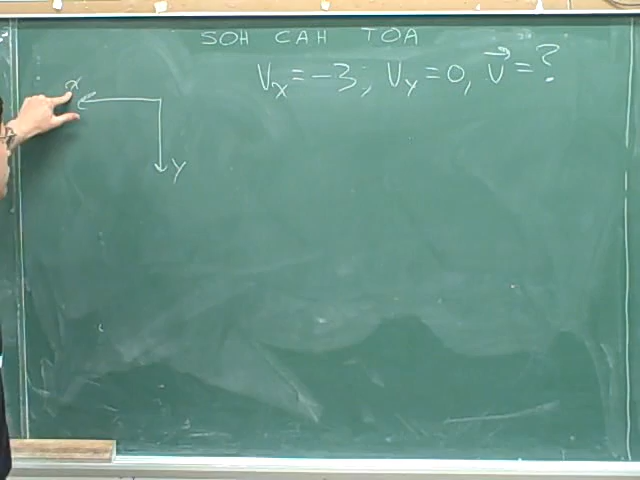 SOH CAH TOA
Vx = -3; Vy = 0, v⃗ = ?
x
y